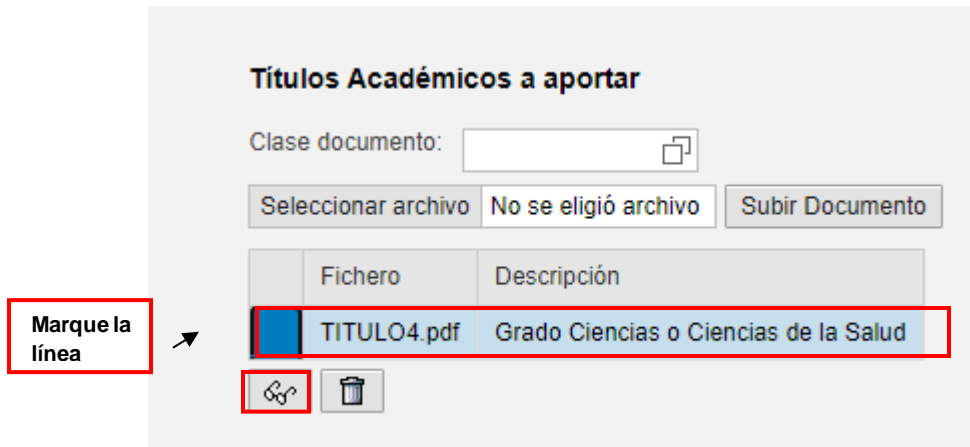 Títulos Académicos a aportar
Clase documento:
Seleccionar archivo No se eligió archivo Subir Documento
Fichero Descripción
Marque la
línea
TITULO4.pdf Grado Ciencias o Ciencias de la Salud